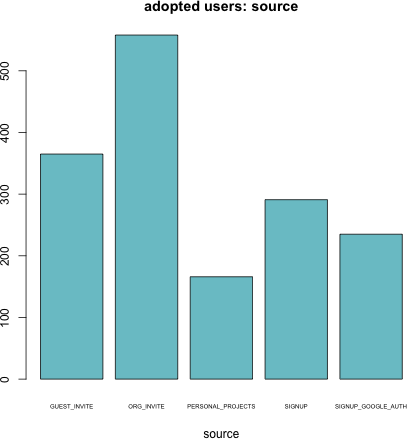 adopted users: source
500
400
300
200
100
0
GUEST_INVITE ORG_INVITE PERSONAL_PROJECTS SIGNUP SIGNUP_GOOGLE_AUTH
source